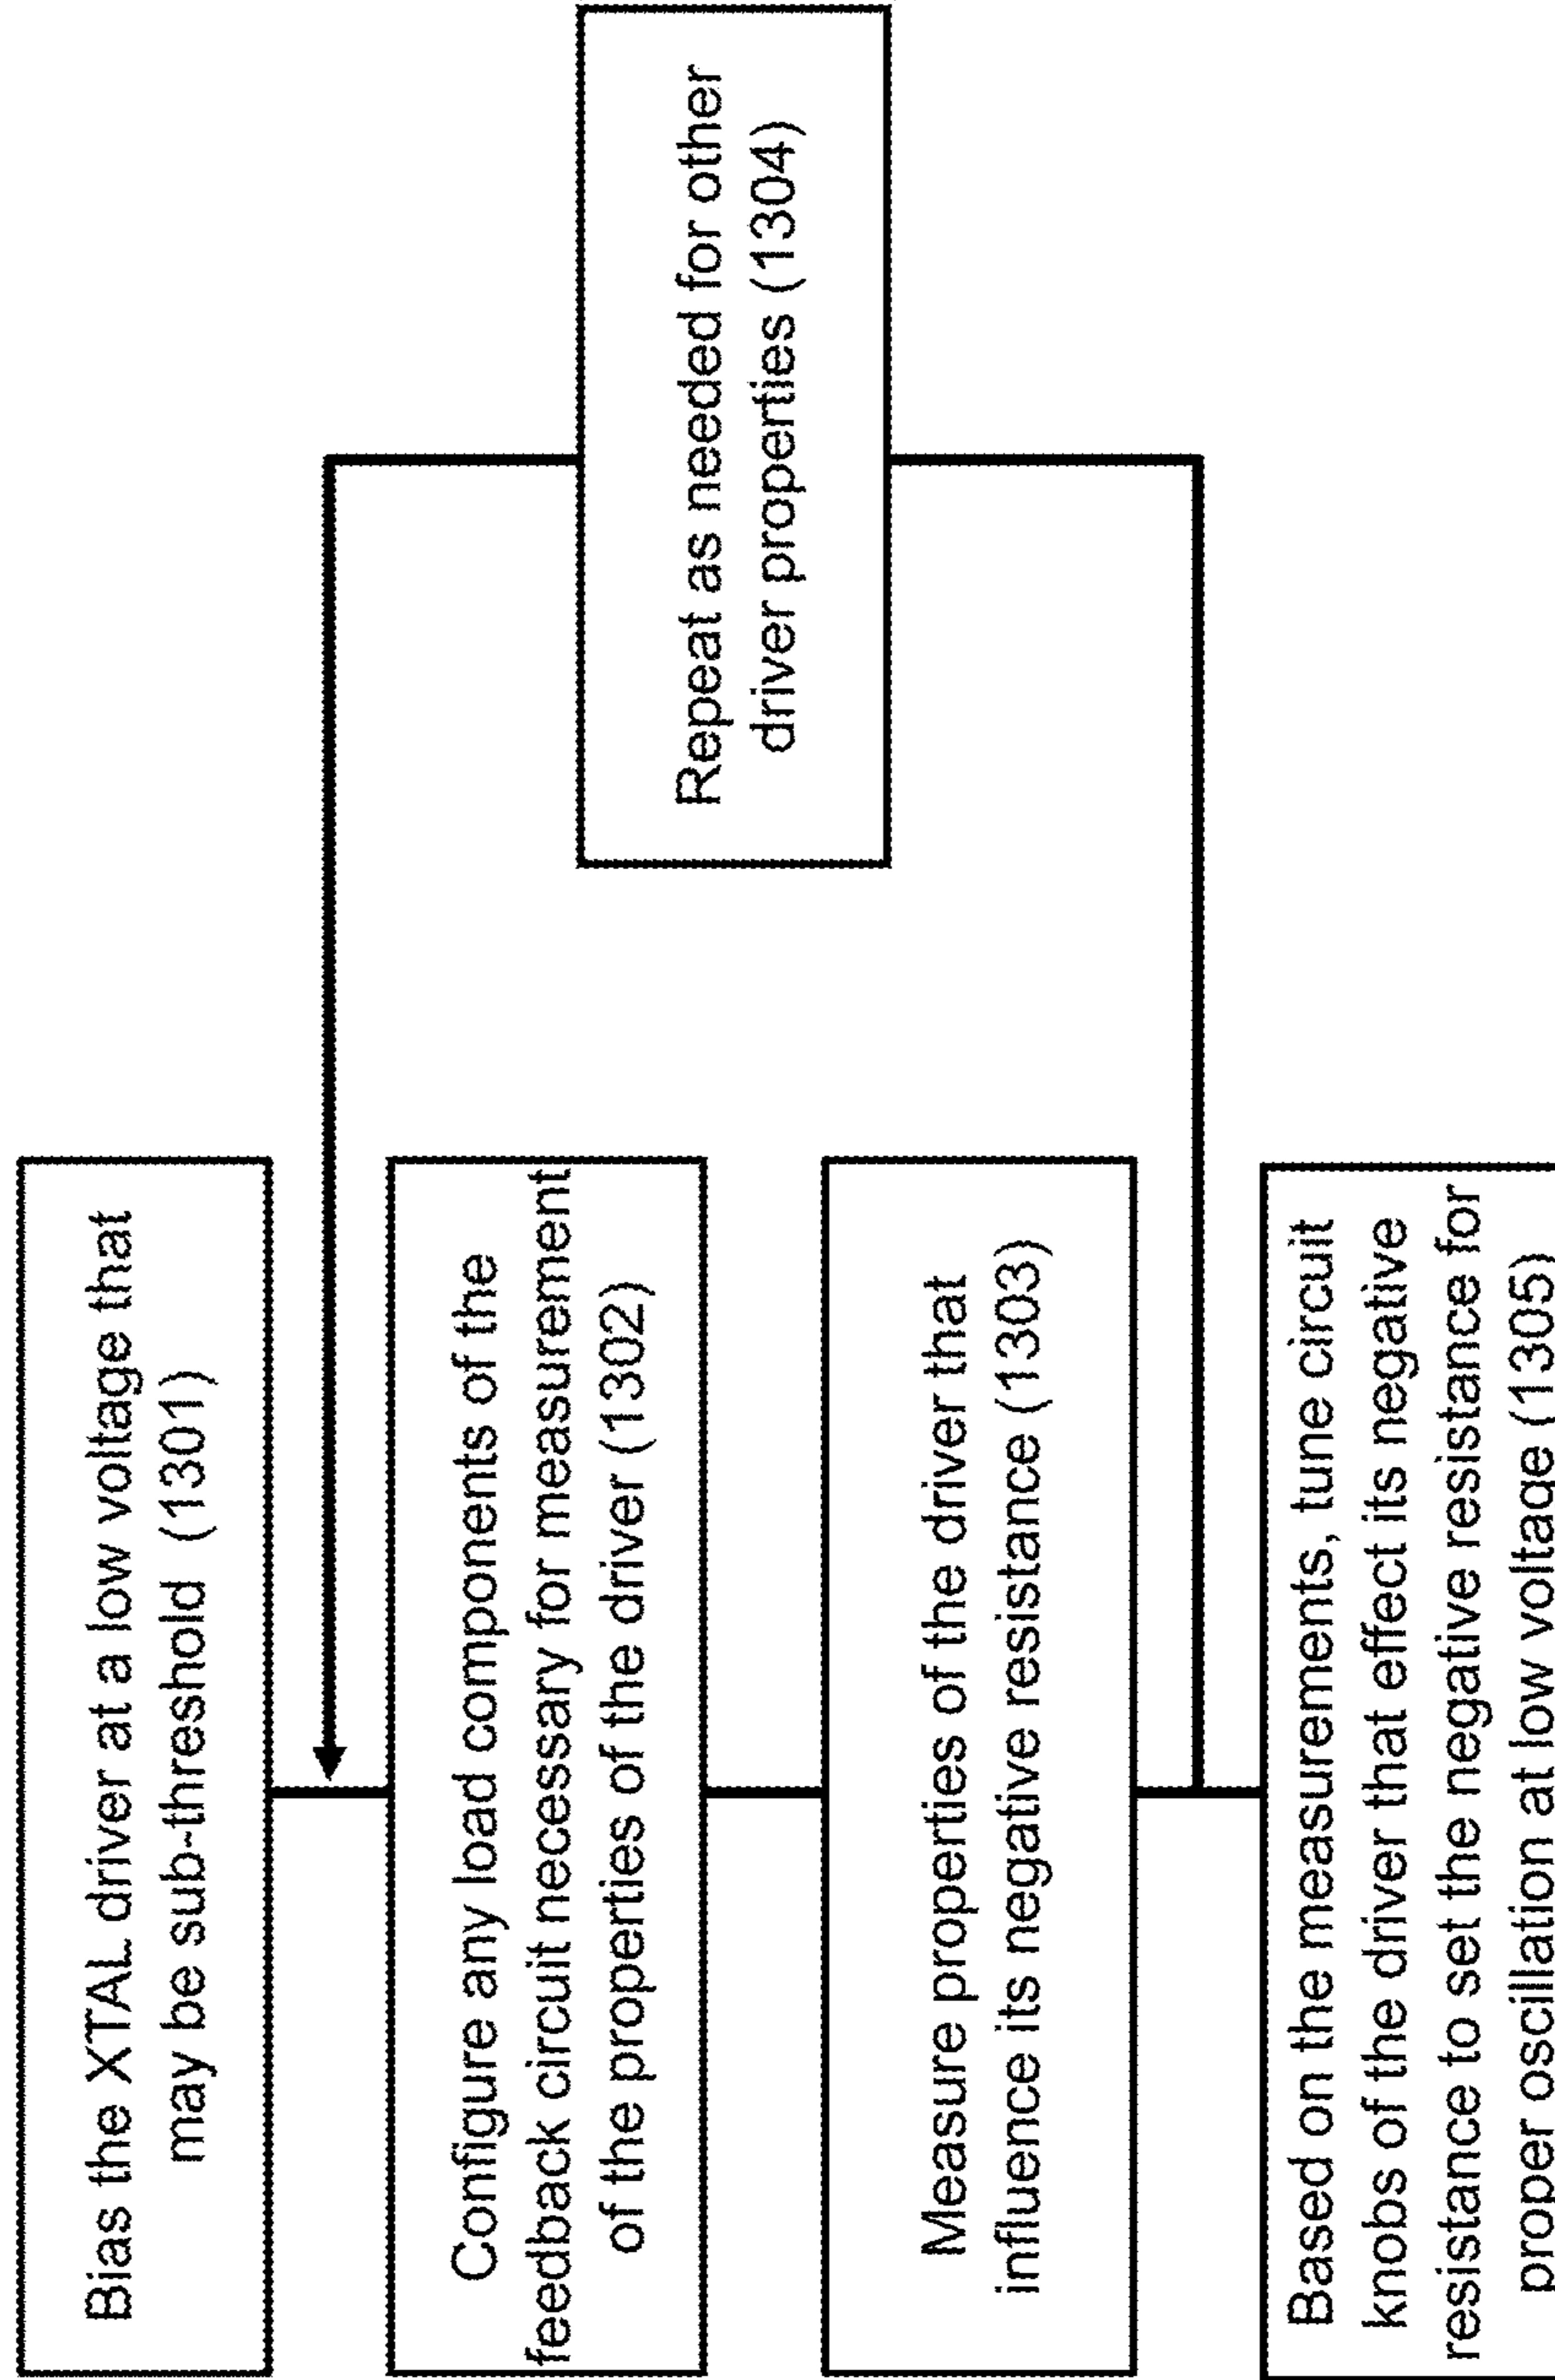 Bias the XTAL driver at a low voltage that
may be sub-threshold (1301)
Configure any load components of the
feedback circuit necessary for measurement
of the properties of the driver (1302)
Measure properties of the driver that
influence its negative resistance (1303)
Repeat as needed for other
driver properties (1304)
Based on the measurements, tune circuit
knobs of the driver that effect its negative
resistance to set the negative resistance for
proper oscillation at low voltage (1305)